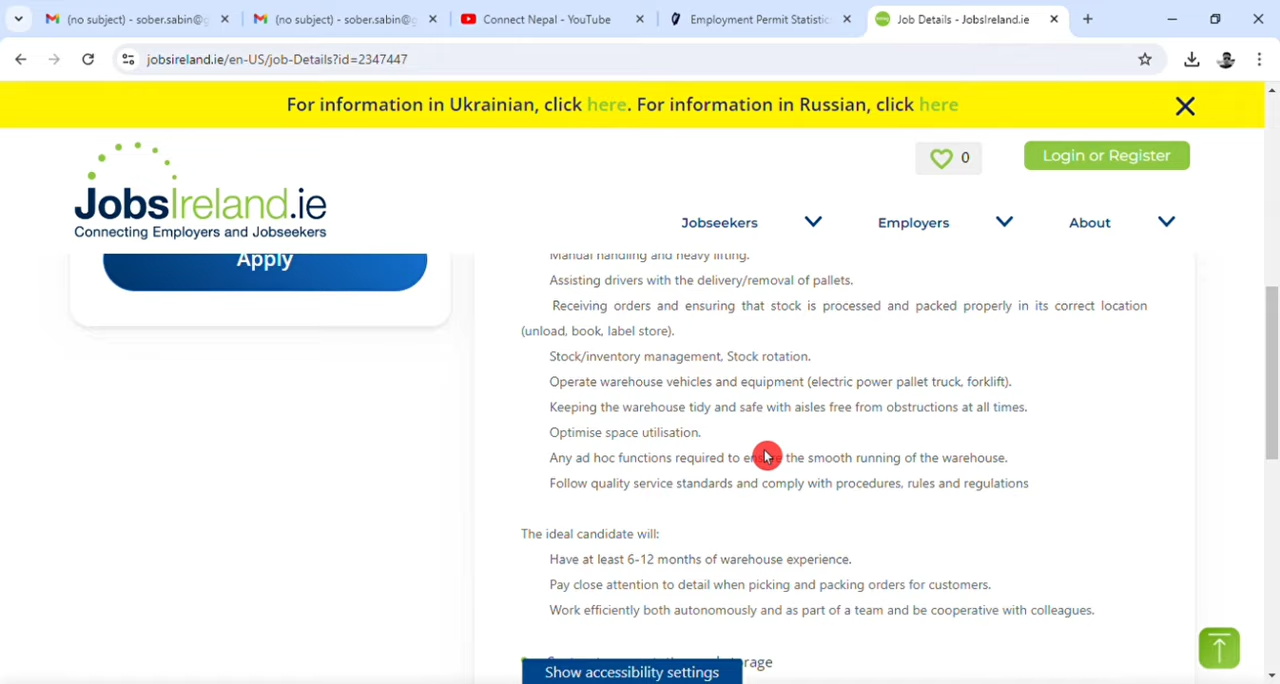 (no subject) - sober.sabin@g
(no subject) - sober.sabin@g
Connect Nepal - YouTube
Employment Permit Statistic
Job Details - JobsIreland.ie
jobsireland.ie/en-US/job-Details?id=2347447
For information in Ukrainian, click here. For information in Russian, click here
0
Login or Register
JobsIreland.ie
Connecting Employers and Jobseekers
Jobseekers
Employers
About
Apply
Manual handling and heavy lifting.
Assisting drivers with the delivery/removal of pallets.
Receiving orders and ensuring that stock is processed and packed properly in its correct location
(unload, book, label store).
Stock/inventory management, Stock rotation.
Operate warehouse vehicles and equipment (electric power pallet truck, forklift).
Keeping the warehouse tidy and safe with aisles free from obstructions at all times.
Optimise space utilisation.
Any ad hoc functions required to ensure the smooth running of the warehouse.
Follow quality service standards and comply with procedures, rules and regulations
The ideal candidate will:
Have at least 6-12 months of warehouse experience.
Pay close attention to detail when picking and packing orders for customers.
Work efficiently both autonomously and as part of a team and be cooperative with colleagues.
Show accessibility settings